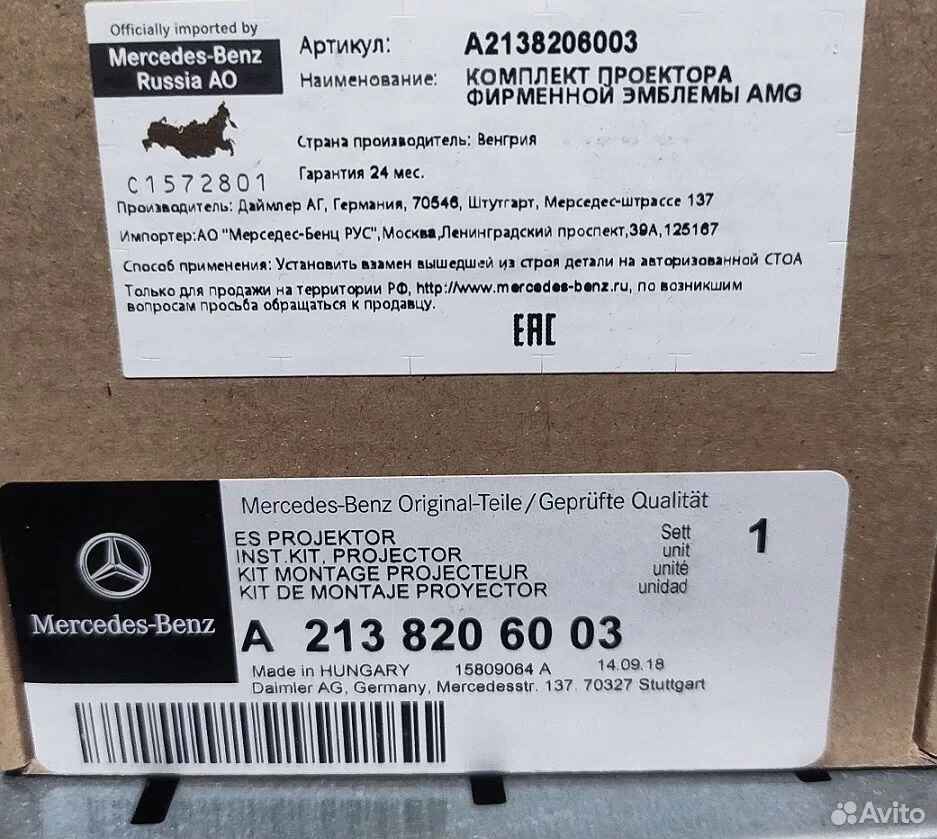 Officially imported by
Mercedes-Benz
Russia AO
C1572801
Артикул: A2138206003
Наименование: КОМПЛЕКТ ПРОЕКТОРА
ФИРМЕННОЙ ЭМБЛЕМЫ AMG
Страна производитель: Венгрия
Гарантия 24 мес.
Производитель: Даймлер АГ, Германия, 70546, Штутгарт, Мерседес-штрассе 137
Импортер:АО "Мерседес-Бенц РУС",Москва,Ленинградский проспект,39А,125167
Способ применения: Установить взамен вышедшей из строя детали на авторизованной СТОА
Только для продажи на территории РФ, http://www.mercedes-benz.ru, по возникшим
вопросам просьба обращаться к продавцу.
EAC
Mercedes-Benz Original-Teile/Geprüfte Qualität
ES PROJEKTOR Sett 1
INST.KIT, PROJECTOR unit
KIT MONTAGE PROJECTEUR unité
KIT DE MONTAJE PROYECTOR unidad
Mercedes-Benz
A 213 820 60 03
Made in HUNGARY 15809064 A 14.09.18
Daimler AG, Germany, Mercedesstr. 137. 70327 Stuttgart
Avito